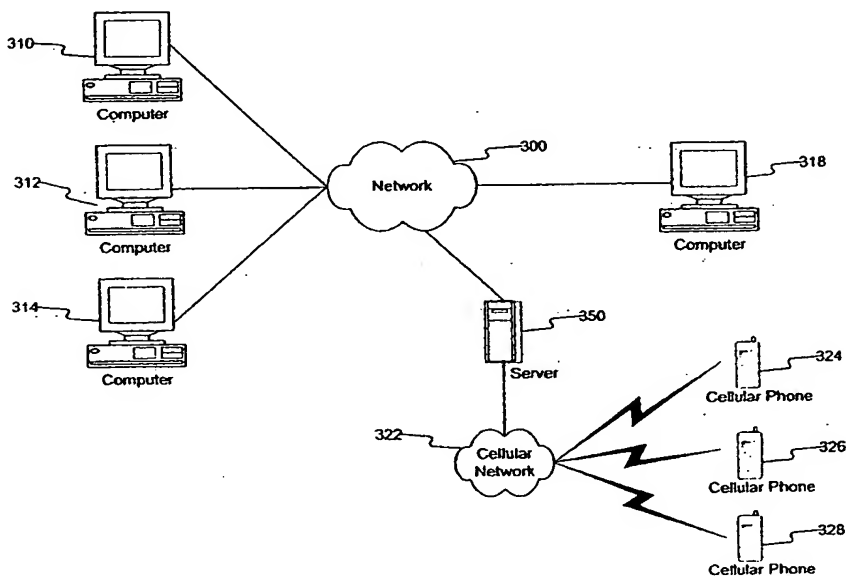 310
Computer
300
318
Network
312
Computer
Computer
314
350
Computer
Server
324
Cellular Phone
322
Cellular
Network
326
Cellular Phone
328
Cellular Phone